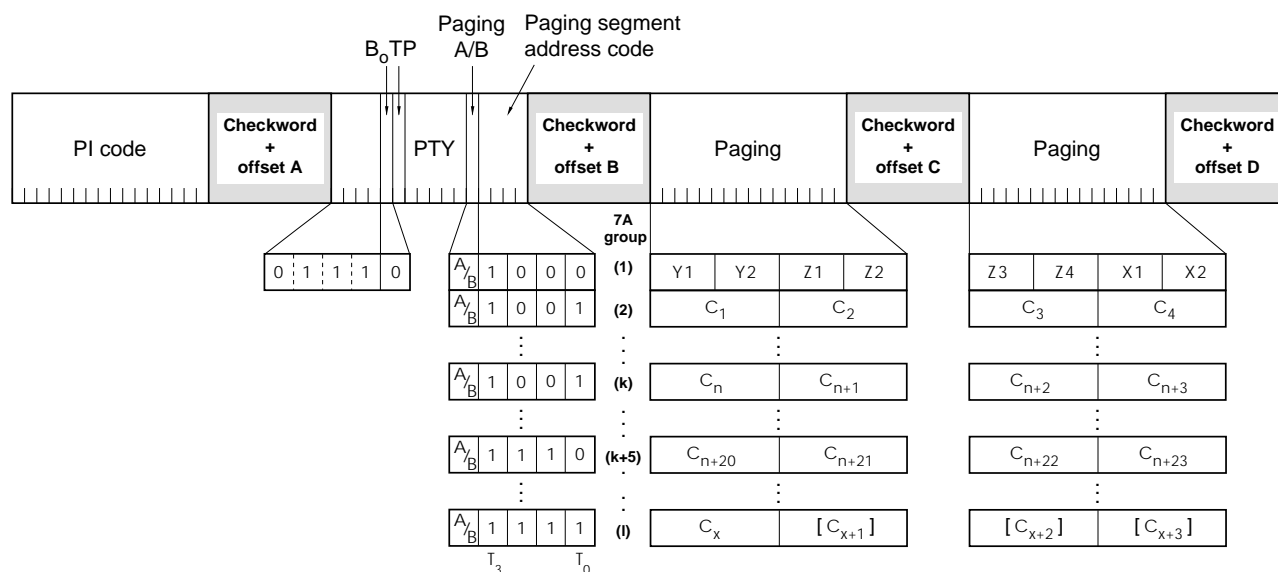 Paging Paging segment
B₀TP A/B address code
PI code Checkword + offset A PTY Checkword + offset B Paging Checkword + offset C Paging Checkword + offset D
7A
group
0 1 1 1 0 A/B 1 0 0 0 (1) Y1 Y2 Z1 Z2 Z3 Z4 X1 X2
A/B 1 0 0 1 (2) C₁ C₂ C₃ C₄
A/B 1 0 0 1 (k) Cₙ Cₙ₊₁ Cₙ₊₂ Cₙ₊₃
A/B 1 1 1 0 (k+5) Cₙ₊₂₀ Cₙ₊₂₁ Cₙ₊₂₂ Cₙ₊₂₃
A/B 1 1 1 1 (l) Cₓ [Cₓ₊₁] [Cₓ₊₂] [Cₓ₊₃]
T₃ T₀